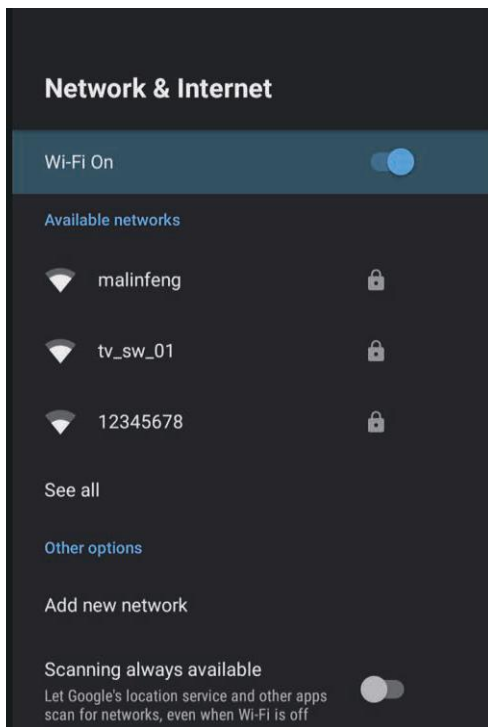 Network & Internet
Wi-Fi On
Available networks
malinfeng
tv_sw_01
12345678
See all
Other options
Add new network
Scanning always available
Let Google's location service and other apps
scan for networks, even when Wi-Fi is off